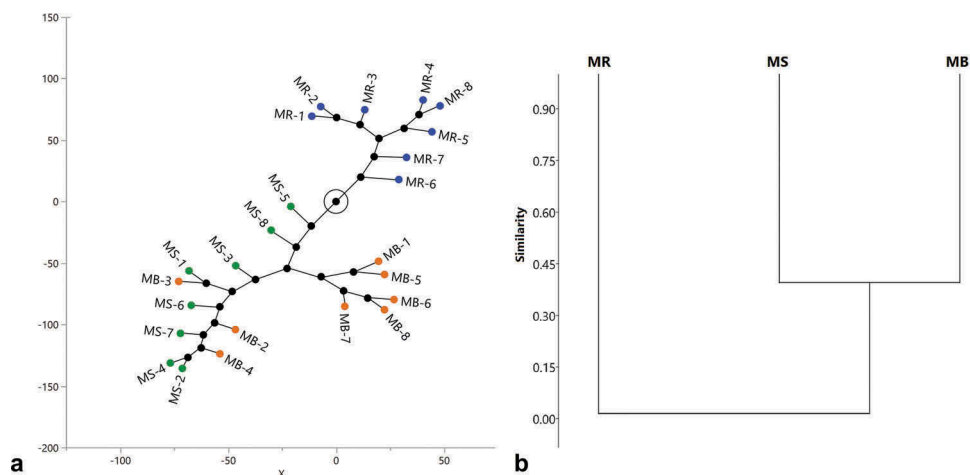 150
100
50
0
-50
-100
-150
-200
-100
-50
0
50
MR-1
MR-2
MR-3
MR-4
MR-8
MR-5
MR-7
MR-6
MS-5
MS-8
MS-3
MS-1
MB-3
MS-6
MS-7
MS-4
MS-2
MB-2
MB-4
MB-1
MB-5
MB-6
MB-8
MB-7
a
MR MS MB
0.90
0.75
0.60
0.45
0.30
0.15
0.00
Similarity
b